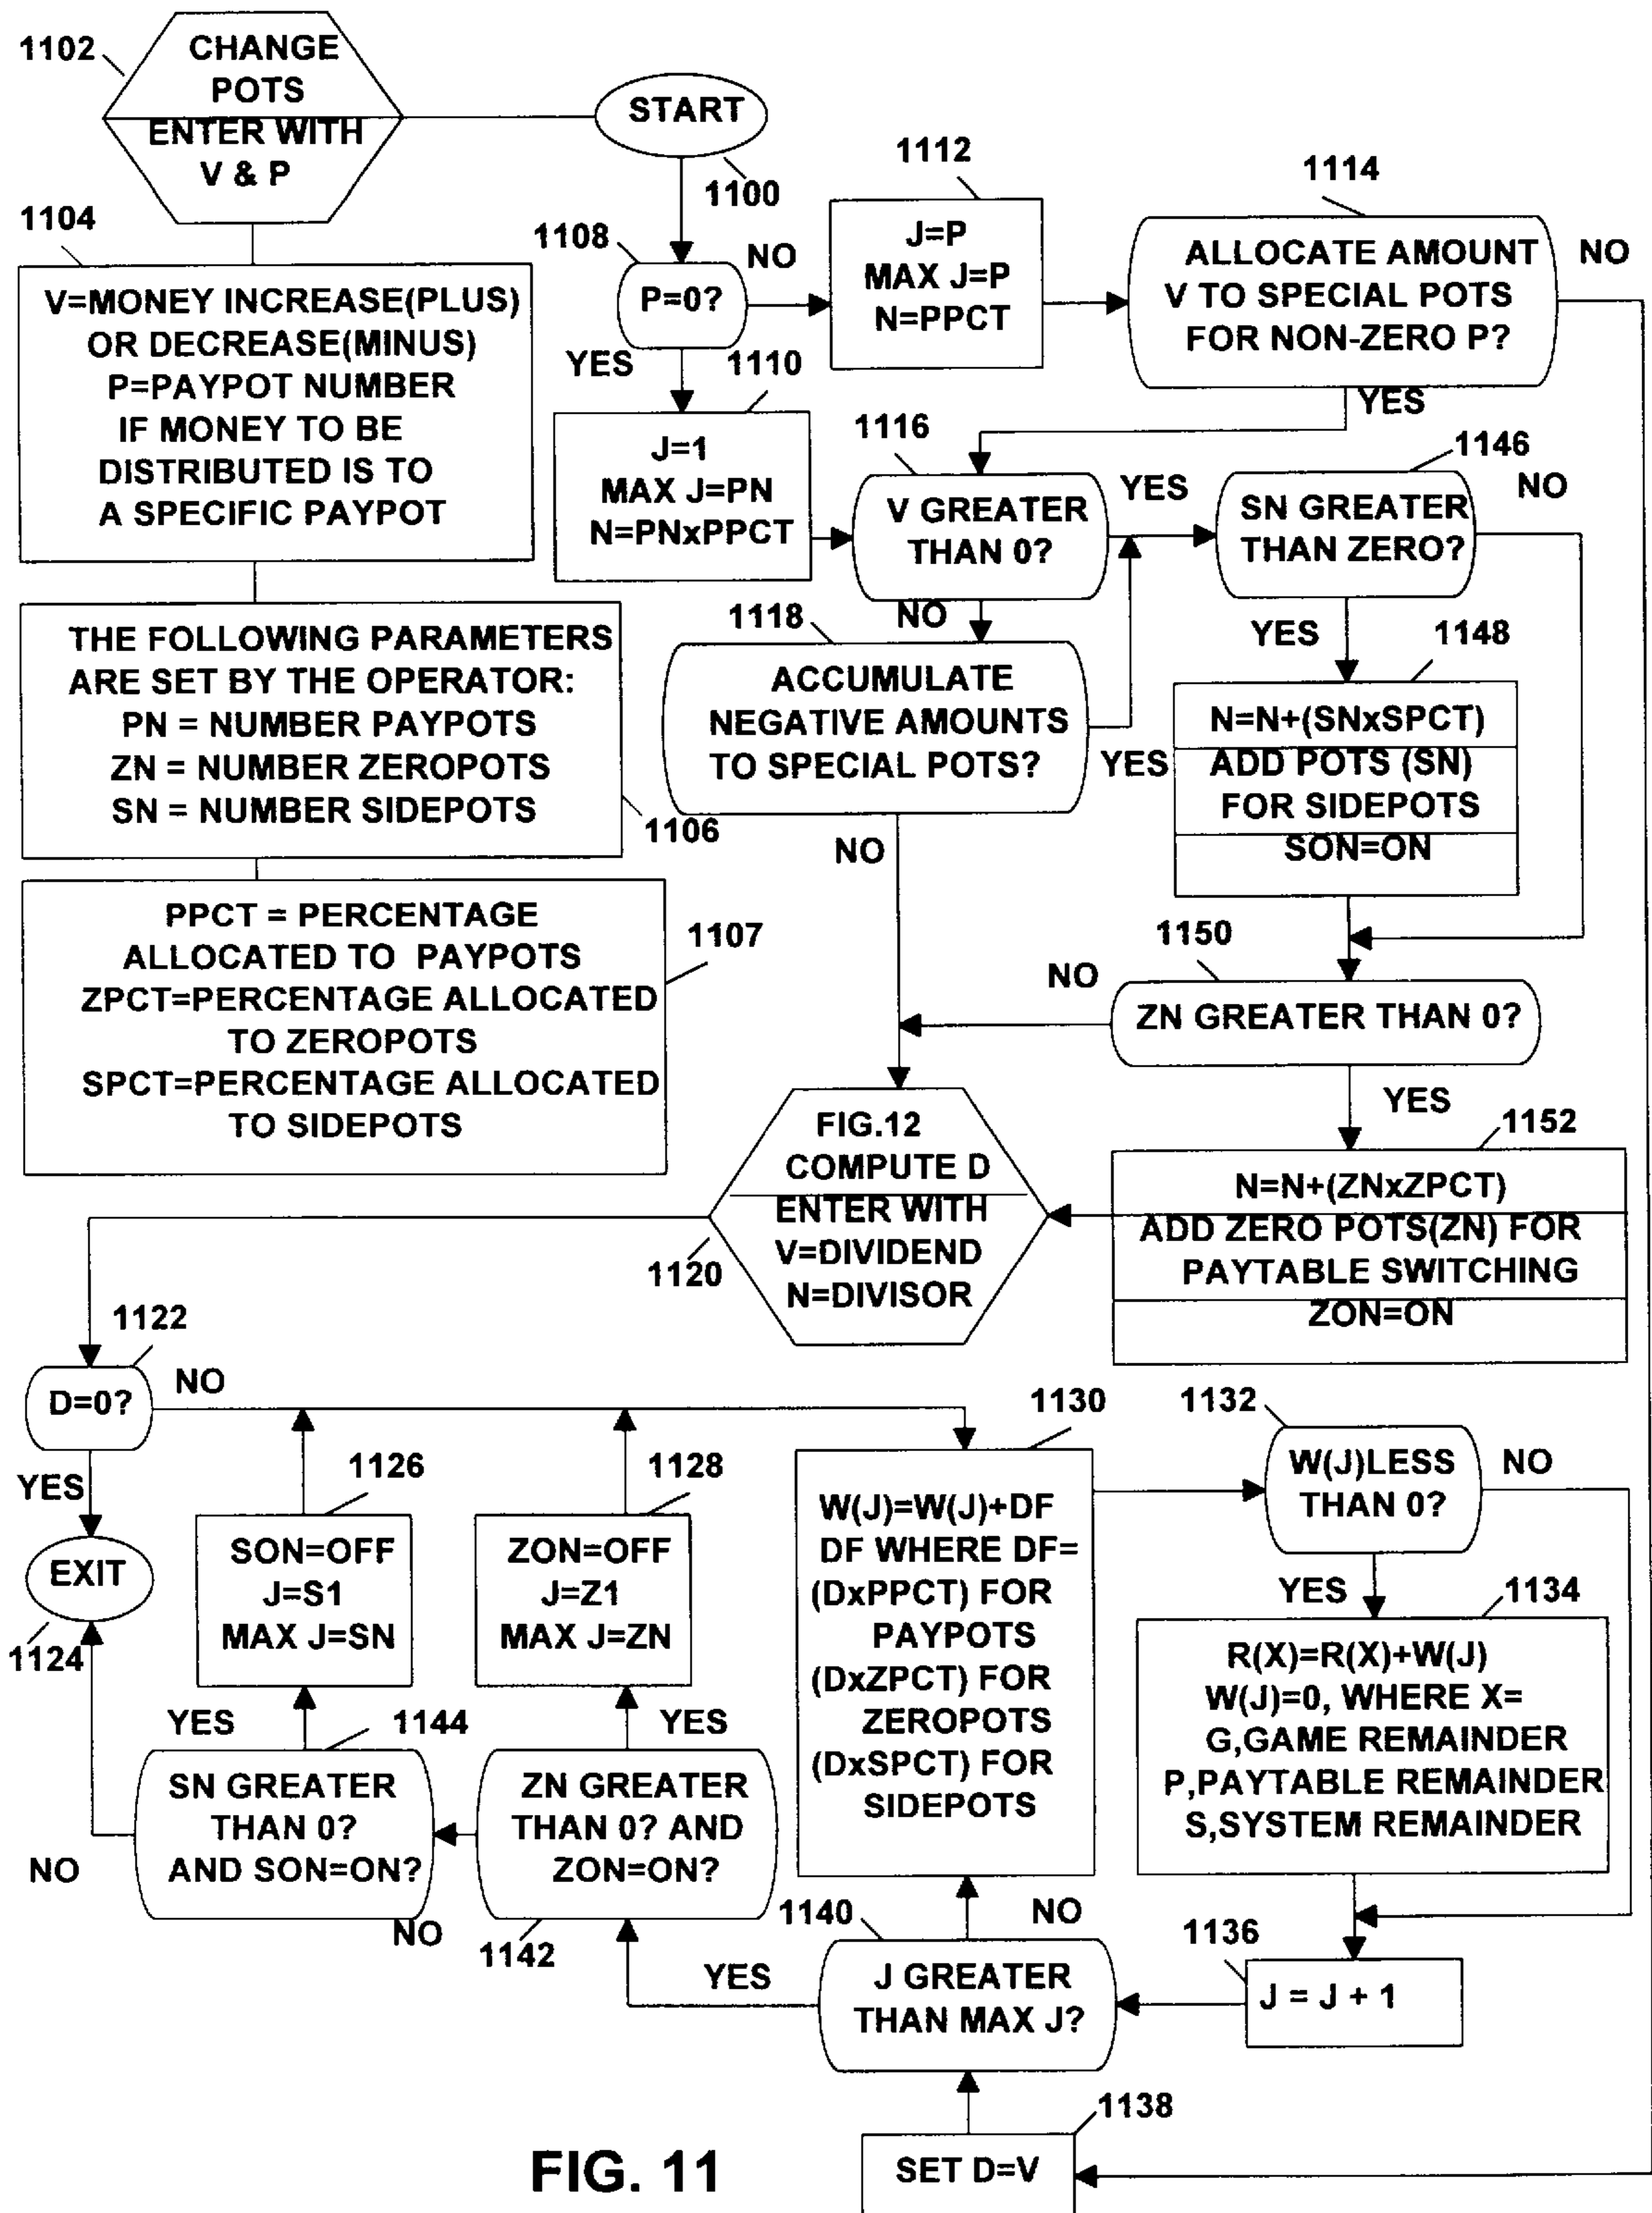 1102
CHANGE
POTS
ENTER WITH
V & P
START
1100
1104
V=MONEY INCREASE(PLUS)
OR DECREASE(MINUS)
P=PAYPOT NUMBER
IF MONEY TO BE
DISTRIBUTED IS TO
A SPECIFIC PAYPOT
THE FOLLOWING PARAMETERS
ARE SET BY THE OPERATOR:
PN = NUMBER PAYPOTS
ZN = NUMBER ZEROPOTS
SN = NUMBER SIDEPOTS
1106
PPCT = PERCENTAGE
ALLOCATED TO PAYPOTS
ZPCT=PERCENTAGE ALLOCATED
TO ZEROPOTS
SPCT=PERCENTAGE ALLOCATED
TO SIDEPOTS
1107
1108
P=0?
NO
YES
1110
J=1
MAX J=PN
N=PNxPPCT
1112
J=P
MAX J=P
N=PPCT
1114
ALLOCATE AMOUNT
V TO SPECIAL POTS
FOR NON-ZERO P?
NO
YES
1116
V GREATER
THAN 0?
YES
NO
1118
ACCUMULATE
NEGATIVE AMOUNTS
TO SPECIAL POTS?
YES
NO
1146
SN GREATER
THAN ZERO?
NO
YES
1148
N=N+(SNxSPCT)
ADD POTS (SN)
FOR SIDEPOTS
SON=ON
1150
NO
ZN GREATER THAN 0?
YES
1152
N=N+(ZNxZPCT)
ADD ZERO POTS(ZN) FOR
PAYTABLE SWITCHING
ZON=ON
FIG.12
COMPUTE D
ENTER WITH
V=DIVIDEND
N=DIVISOR
1120
1122
D=0?
NO
YES
EXIT
1124
1126
SON=OFF
J=S1
MAX J=SN
YES
1144
SN GREATER
THAN 0?
AND SON=ON?
NO
1128
ZON=OFF
J=Z1
MAX J=ZN
YES
ZN GREATER
THAN 0? AND
ZON=ON?
NO
1142
1130
W(J)=W(J)+DF
DF WHERE DF=
(DxPPCT) FOR
PAYPOTS
(DxZPCT) FOR
ZEROPOTS
(DxSPCT) FOR
SIDEPOTS
1132
W(J)LESS
THAN 0?
NO
YES
1134
R(X)=R(X)+W(J)
W(J)=0, WHERE X=
G,GAME REMAINDER
P,PAYTABLE REMAINDER
S,SYSTEM REMAINDER
1136
J = J + 1
1140
NO
YES
J GREATER
THAN MAX J?
1138
SET D=V
FIG. 11